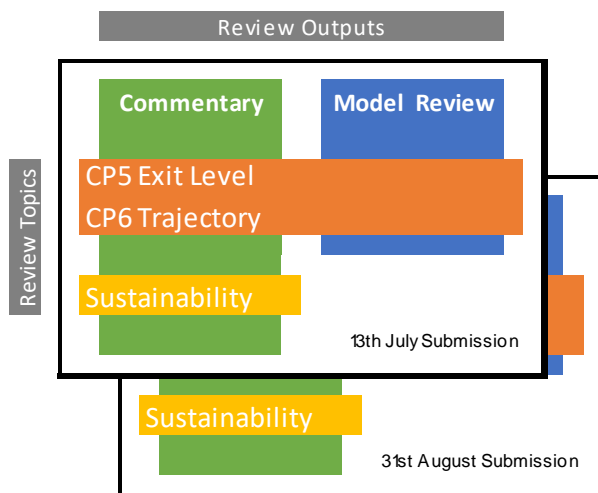 Review Outputs
Commentary
Model Review
Review Topics
CP5 Exit Level
CP6 Trajectory
Sustainability
13th July Submission
Sustainability
31st August Submission